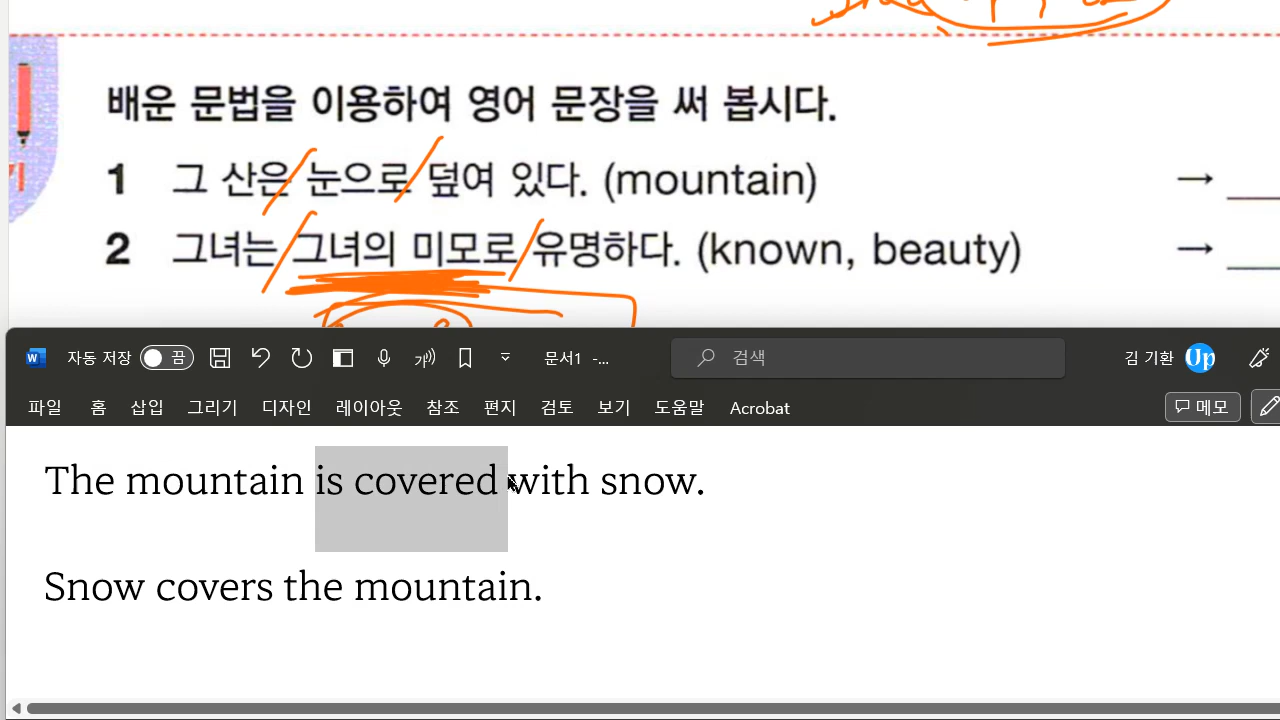 배운 문법을 이용하여 영어 문장을 써 봅시다.
1 그 산은 눈으로 덮여 있다. (mountain) →
2 그녀는 그녀의 미모로 유명하다. (known, beauty) →
자동 저장 끔 가)) 문서1 -... 검색 김 기환 Up
파일 홈 삽입 그리기 디자인 레이아웃 참조 편지 검토 보기 도움말 Acrobat 메모
The mountain is covered with snow.
Snow covers the mountain.